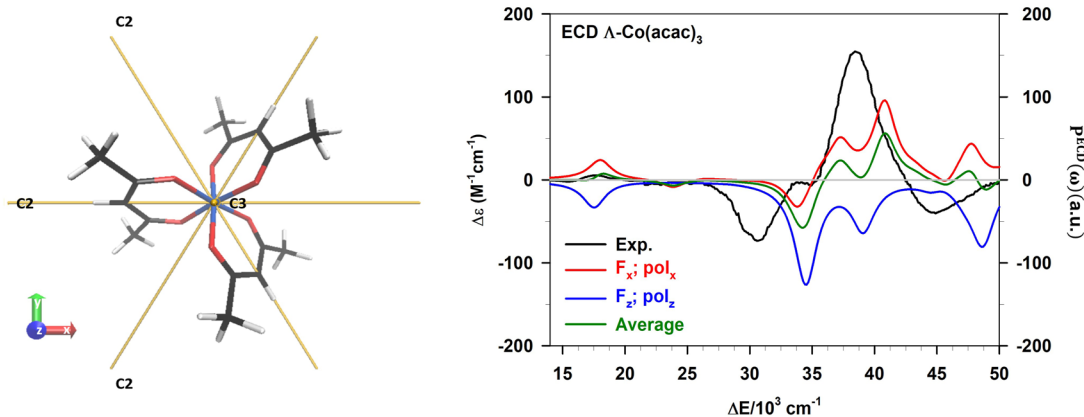 C2
C2
C3
C2
y
z
x
ECD Λ-Co(acac)3
200
100
0
-100
-200
Δε (M-1cm-1)
200
100
0
-100
-200
PECD(ω)(a.u.)
Exp.
Fx; polx
Fz; polz
Average
15
20
25
30
35
40
45
50
ΔE/103 cm-1